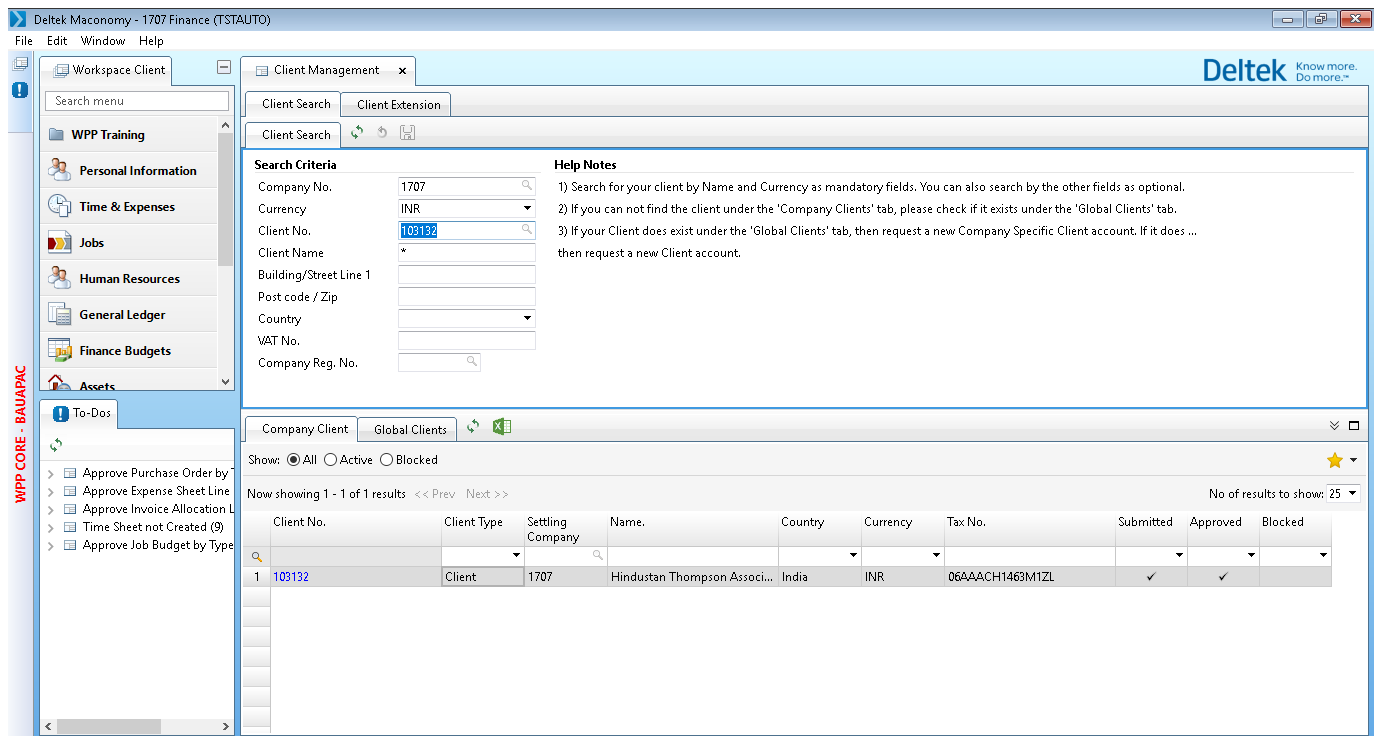 Deltek Maconomy - 1707 Finance (TSTAUTO)
File Edit Window Help
Workspace Client
Client Management
Deltek Know more. Do more.™
Search menu
WPP Training
Personal Information
Time & Expenses
Jobs
Human Resources
General Ledger
Finance Budgets
Assets
WPP CORE - BAUAPAC
To-Dos
Approve Purchase Order by T
Approve Expense Sheet Line
Approve Invoice Allocation L
Time Sheet not Created (9)
Approve Job Budget by Type
Client Search Client Extension
Client Search
Search Criteria
Company No. 1707
Currency INR
Client No. 103132
Client Name *
Building/Street Line 1
Post code / Zip
Country
VAT No.
Company Reg. No.
Help Notes
1) Search for your client by Name and Currency as mandatory fields. You can also search by the other fields as optional.
2) If you can not find the client under the 'Company Clients' tab, please check if it exists under the 'Global Clients' tab.
3) If your Client does exist under the 'Global Clients' tab, then request a new Company Specific Client account. If it does ...
then request a new Client account.
Company Client Global Clients
Show: All Active Blocked
Now showing 1 - 1 of 1 results << Prev Next >> No of results to show: 25
Client No. Client Type Settling Company Name. Country Currency Tax No. Submitted Approved Blocked
1 103132 Client 1707 Hindustan Thompson Associ... India INR 06AAACH1463M1ZL ✓ ✓